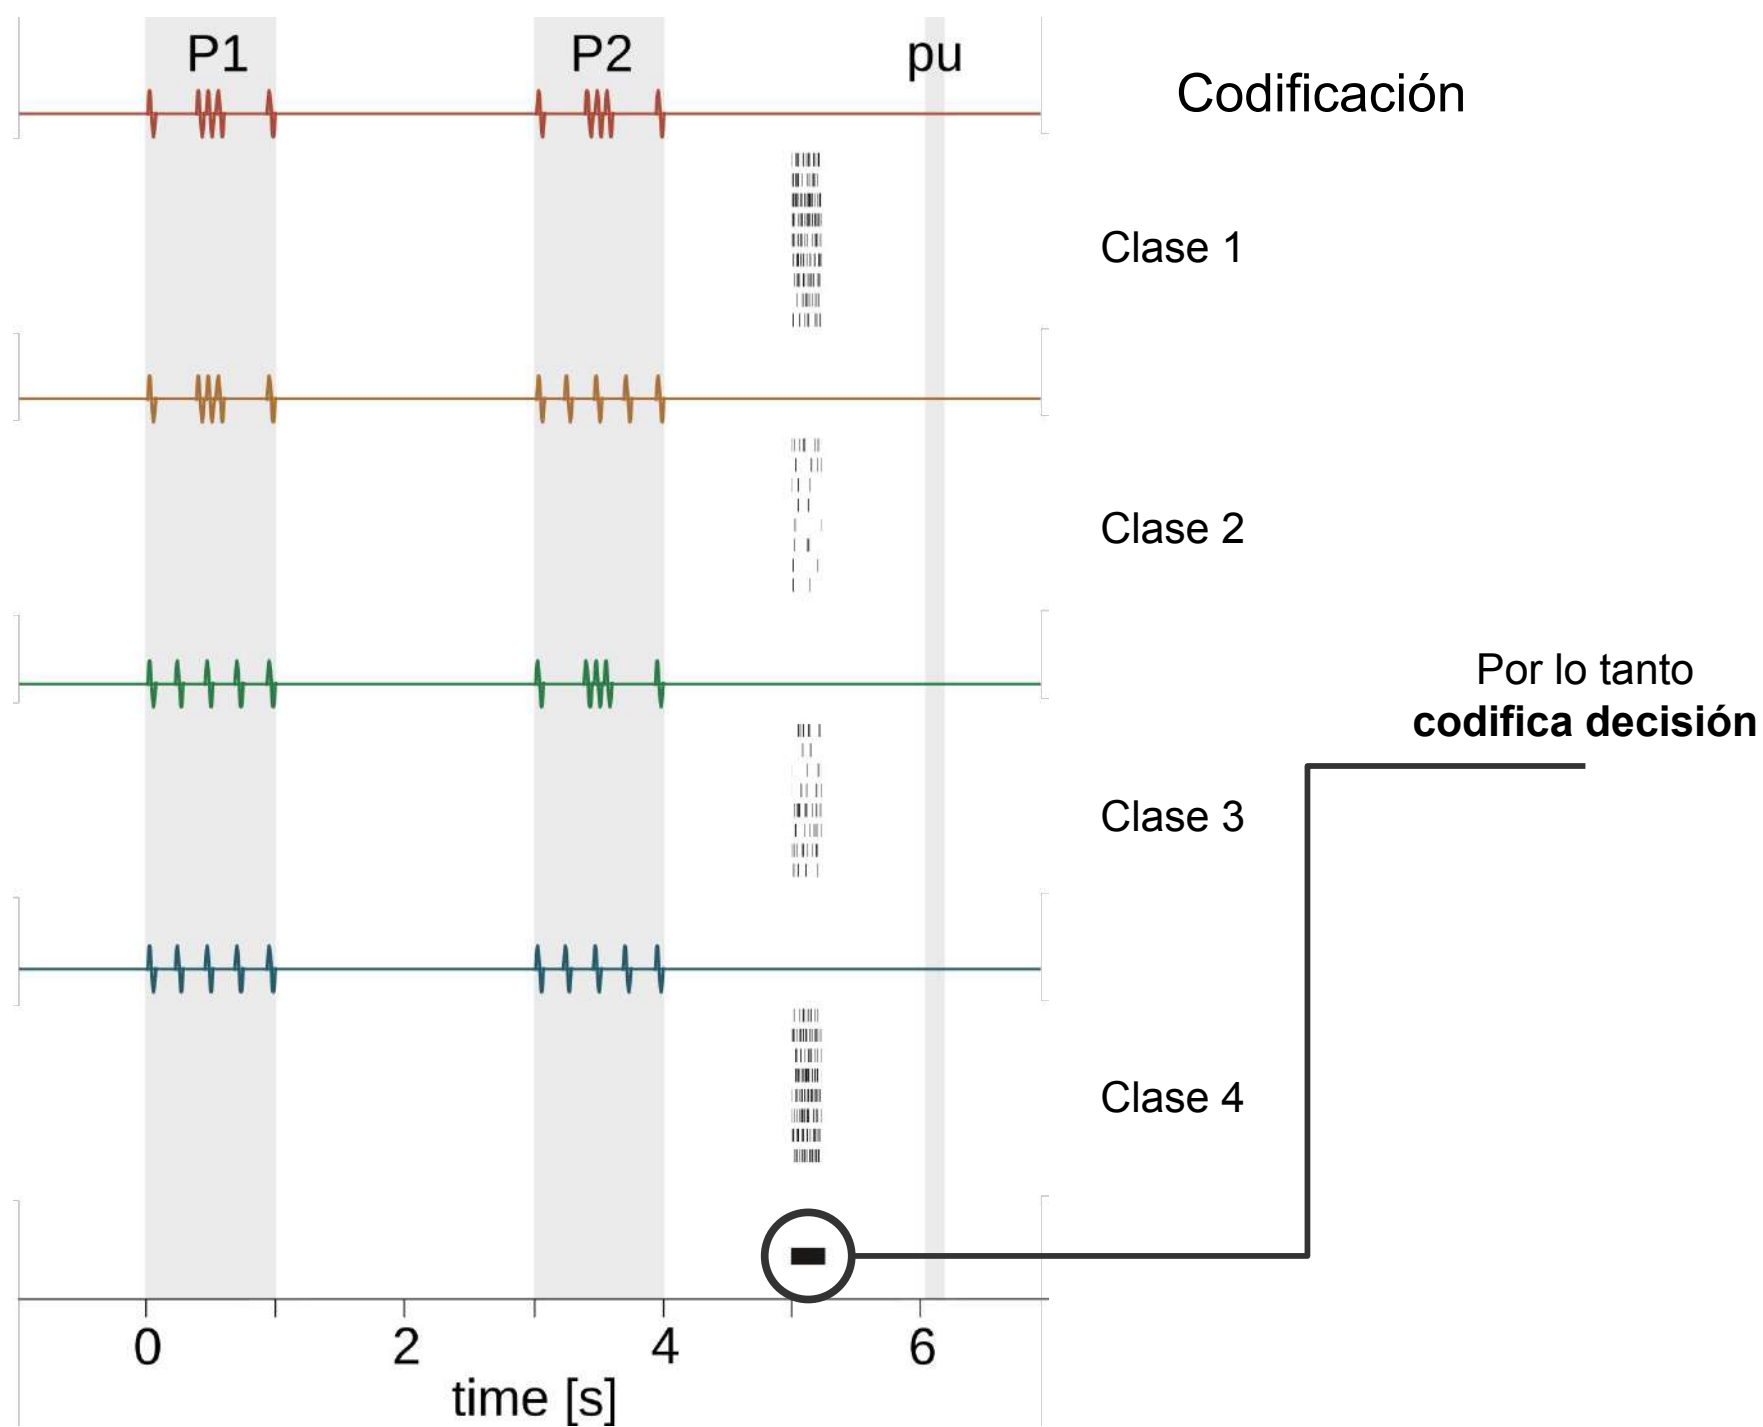 P1 P2 pu
Codificación
Clase 1
Clase 2
Por lo tanto
codifica decisión
Clase 3
Clase 4
0 2 4 6
time [s]